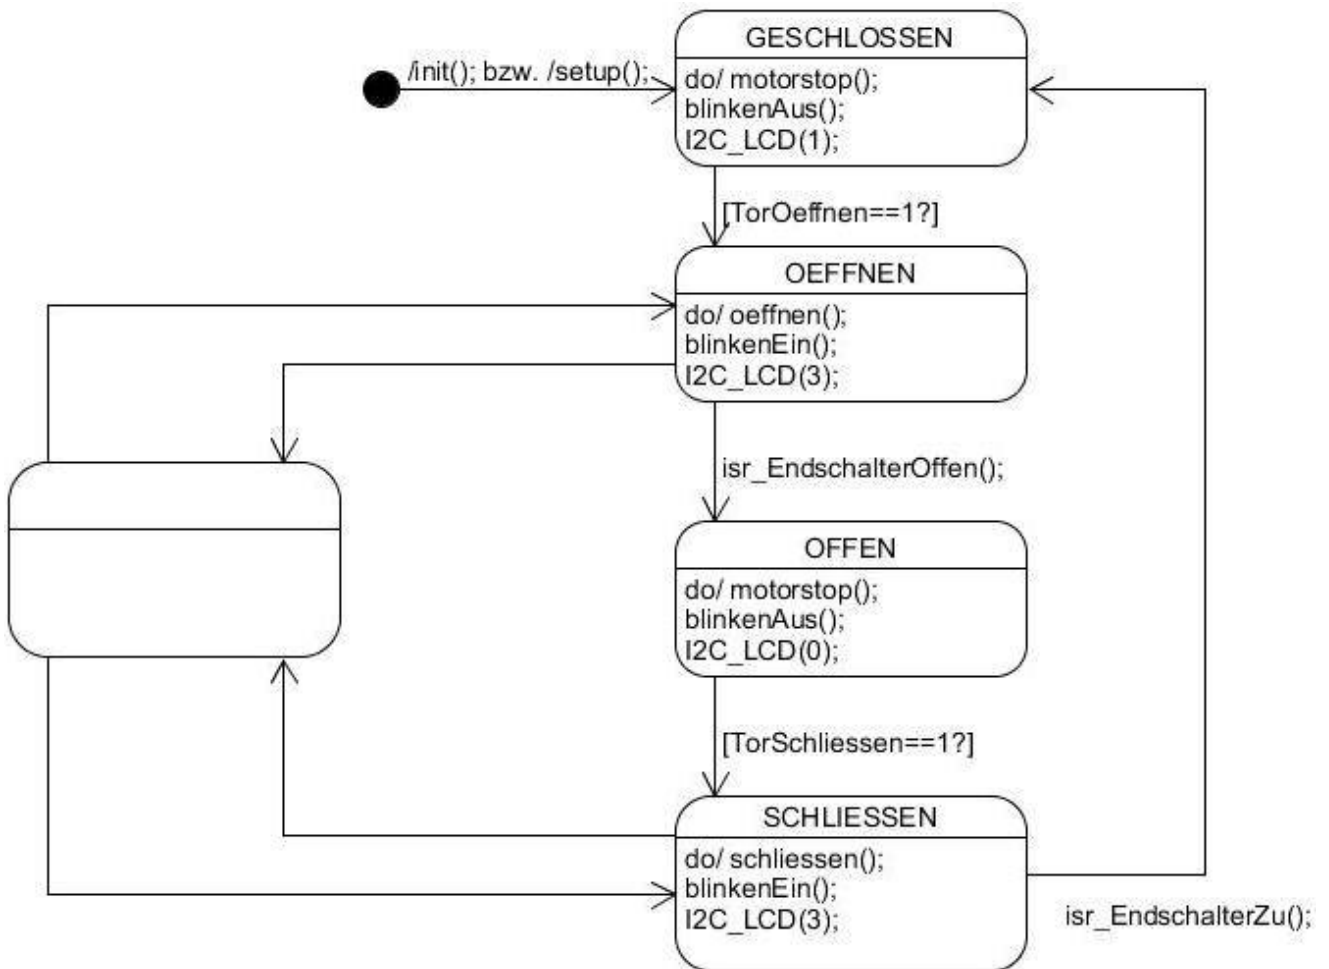 GESCHLOSSEN
/init(); bzw. /setup();
do/ motorstop();
blinkenAus();
I2C_LCD(1);
[TorOeffnen==1?]
OEFFNEN
do/ oeffnen();
blinkenEin();
I2C_LCD(3);
isr_EndschalterOffen();
OFFEN
do/ motorstop();
blinkenAus();
I2C_LCD(0);
[TorSchliessen==1?]
SCHLIESSEN
do/ schliessen();
blinkenEin();
I2C_LCD(3);
isr_EndschalterZu();